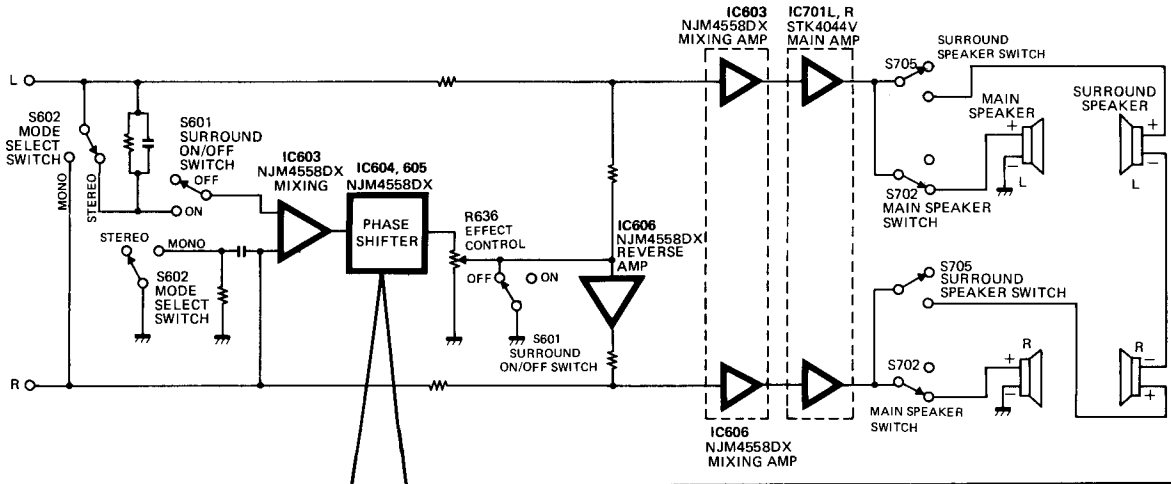 IC603
NJM4558DX
MIXING AMP
IC701L, R
STK4044V
MAIN AMP
SURROUND
SPEAKER SWITCH
S705
L
MAIN
SPEAKER
+
−
L
SURROUND
SPEAKER
+
−
L
S602
MODE
SELECT
SWITCH
MONO
STEREO
S601
SURROUND
ON/OFF
SWITCH
OFF
ON
IC603
NJM4558DX
MIXING
IC604, 605
NJM4558DX
PHASE
SHIFTER
R636
EFFECT
CONTROL
IC606
NJM4558DX
REVERSE
AMP
S702
MAIN SPEAKER
SWITCH
STEREO
MONO
S602
MODE
SELECT
SWITCH
OFF
ON
S601
SURROUND
ON/OFF SWITCH
S705
SURROUND
SPEAKER SWITCH
R
S702
MAIN SPEAKER
SWITCH
+
−
R
R
−
+
IC606
NJM4558DX
MIXING AMP